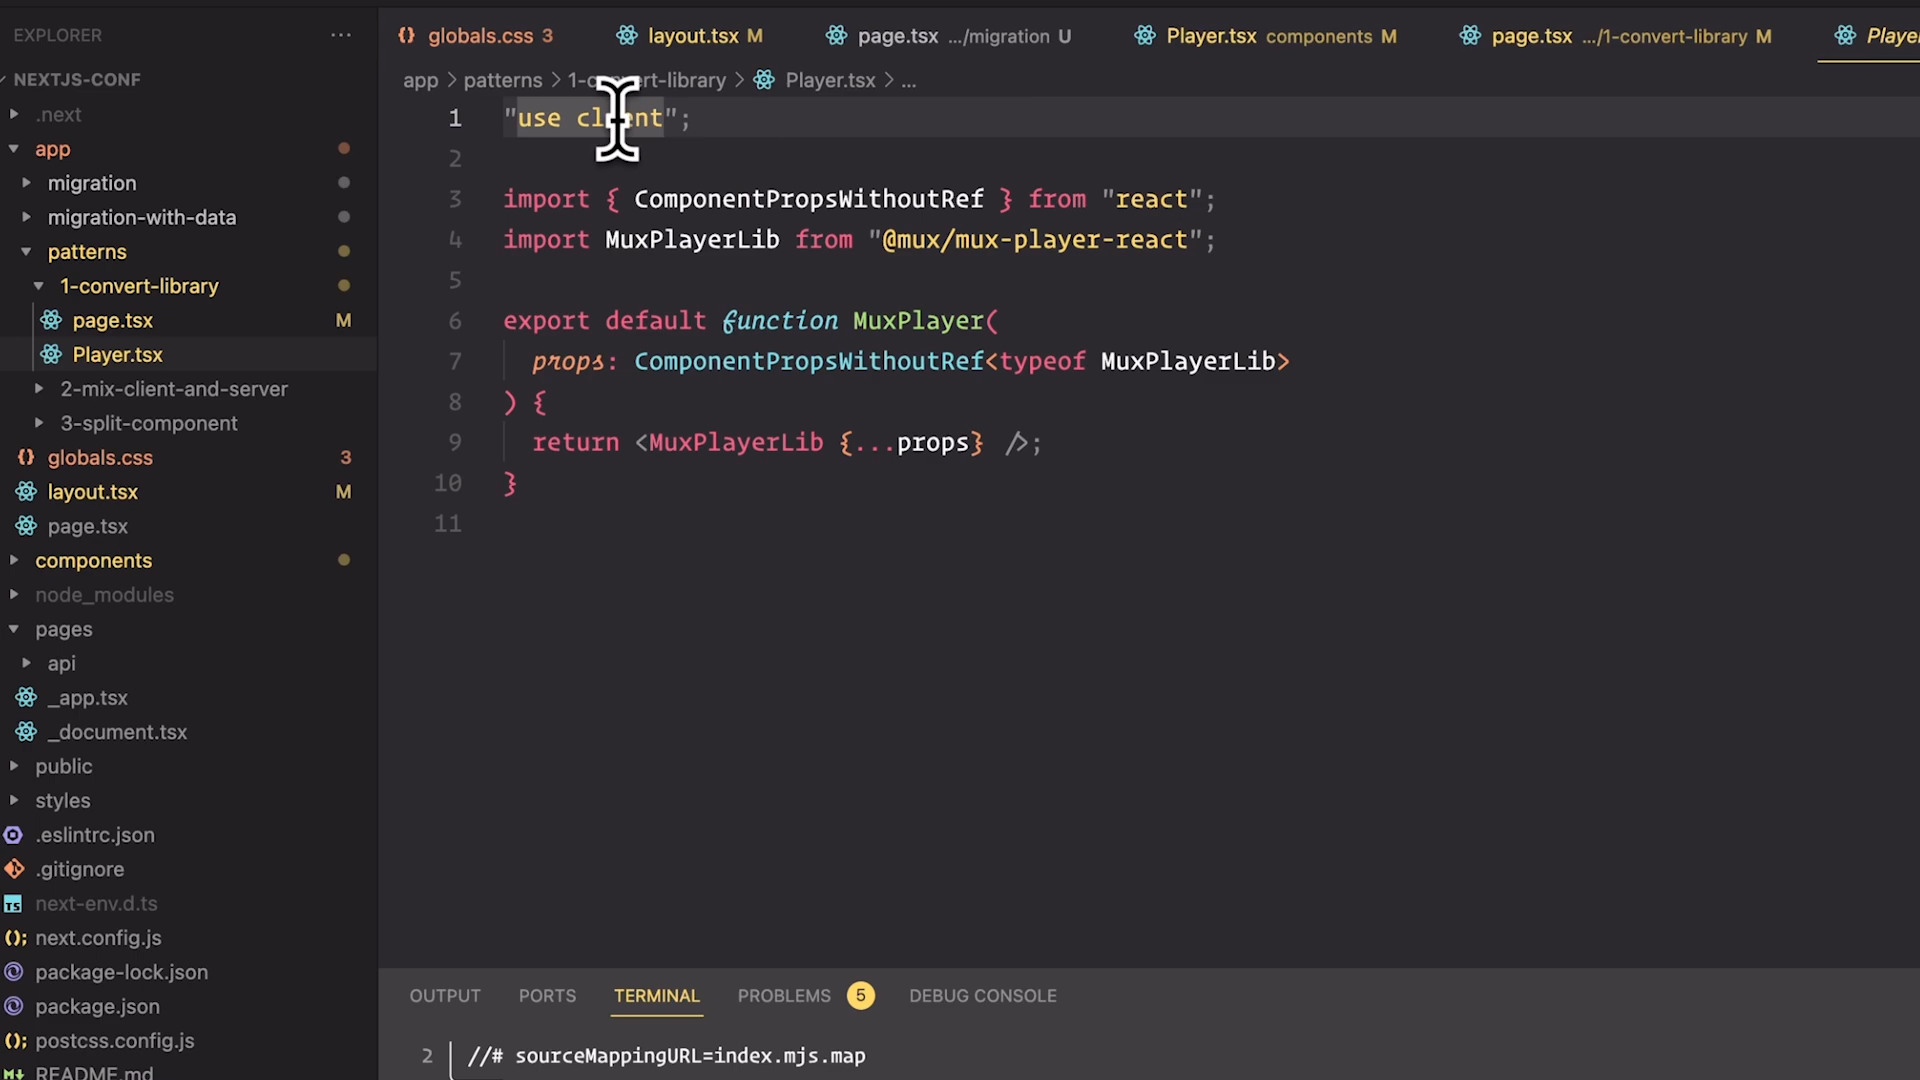 EXPLORER
NEXTJS-CONF
.next
app
migration
migration-with-data
patterns
1-convert-library
page.tsx M
Player.tsx
2-mix-client-and-server
3-split-component
globals.css 3
layout.tsx M
page.tsx
components
node_modules
pages
api
_app.tsx
_document.tsx
public
styles
.eslintrc.json
.gitignore
next-env.d.ts
next.config.js
package-lock.json
package.json
postcss.config.js
README.md
globals.css 3 layout.tsx M page.tsx .../migration U Player.tsx components M page.tsx .../1-convert-library M
app > patterns > 1-convert-library > Player.tsx > ...
1 "use client";
2
3 import { ComponentPropsWithoutRef } from "react";
4 import MuxPlayerLib from "@mux/mux-player-react";
5
6 export default function MuxPlayer(
7 props: ComponentPropsWithoutRef<typeof MuxPlayerLib>
8 ) {
9 return <MuxPlayerLib {...props} />;
10 }
11
OUTPUT PORTS TERMINAL PROBLEMS 5 DEBUG CONSOLE
2 //# sourceMappingURL=index.mjs.map